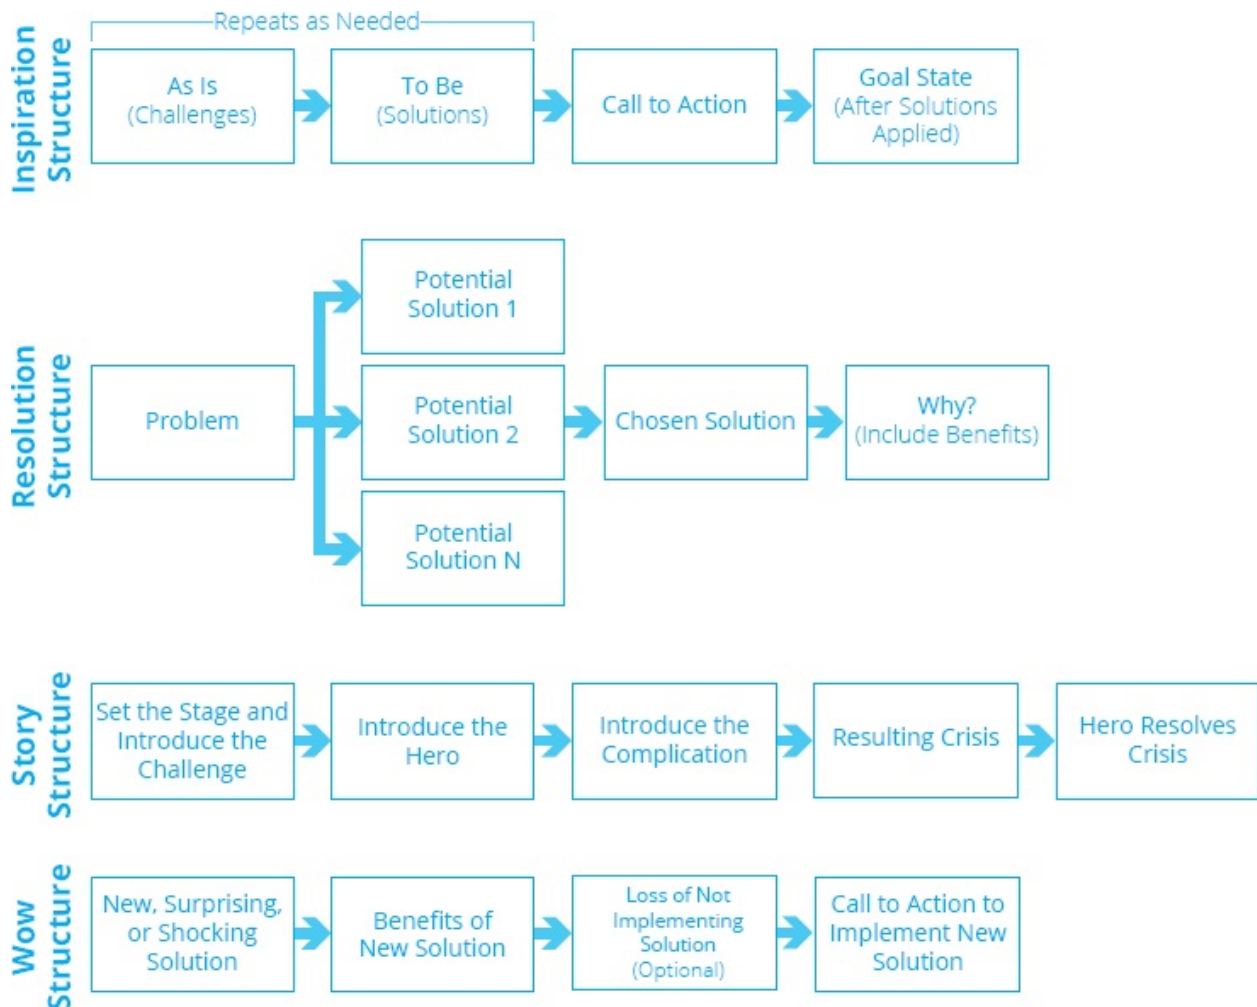 Inspiration
Structure
Repeats as Needed
As Is
(Challenges)
To Be
(Solutions)
Call to Action
Goal State
(After Solutions
Applied)
Resolution
Structure
Problem
Potential
Solution 1
Potential
Solution 2
Potential
Solution N
Chosen Solution
Why?
(Include Benefits)
Story
Structure
Set the Stage and
Introduce the
Challenge
Introduce the
Hero
Introduce the
Complication
Resulting Crisis
Hero Resolves
Crisis
Wow
Structure
New, Surprising,
or Shocking
Solution
Benefits of
New Solution
Loss of Not
Implementing
Solution
(Optional)
Call to Action to
Implement New
Solution